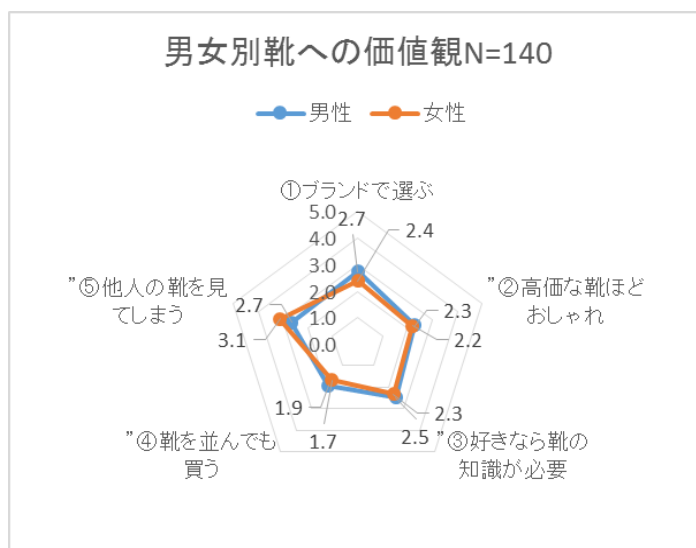 男女別靴への価値観N=140
男性 女性
①ブランドで選ぶ
5.0
4.0
3.0
2.0
1.0
0.0
2.7
2.4
"②高価な靴ほど
おしゃれ
2.3
2.2
"③好きなら靴の
知識が必要
2.3
2.5
"④靴を並んでも
買う
1.9
1.7
"⑤他人の靴を見
てしまう
2.7
3.1